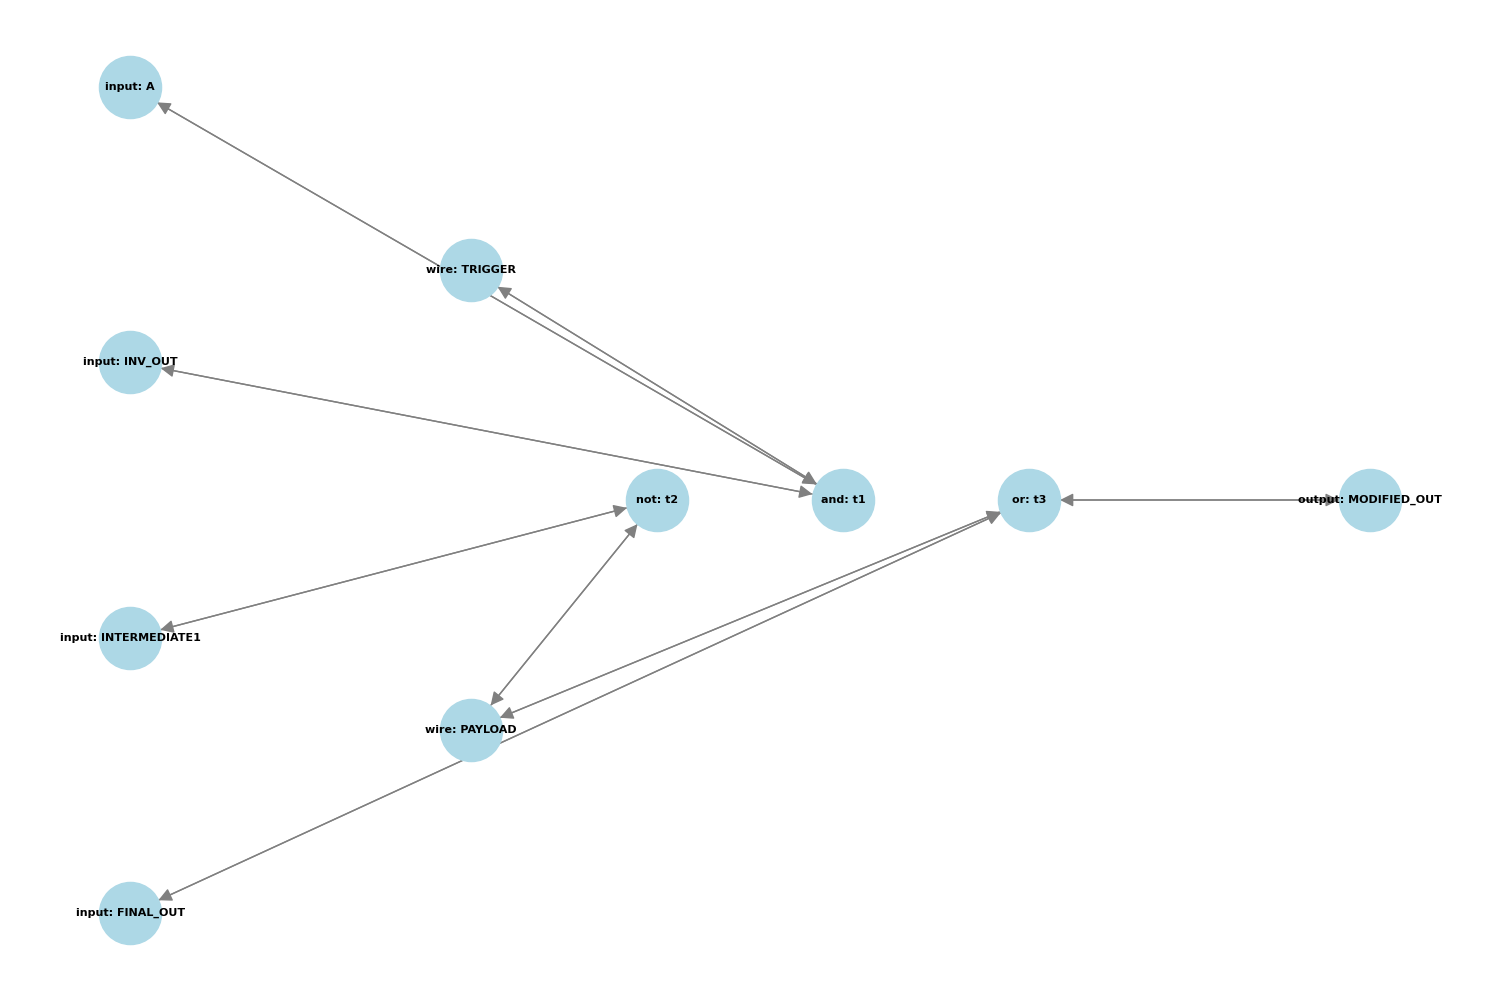 input: A
wire: TRIGGER
input: INV_OUT
not: t2
and: t1
or: t3
output: MODIFIED_OUT
input: INTERMEDIATE1
wire: PAYLOAD
input: FINAL_OUT